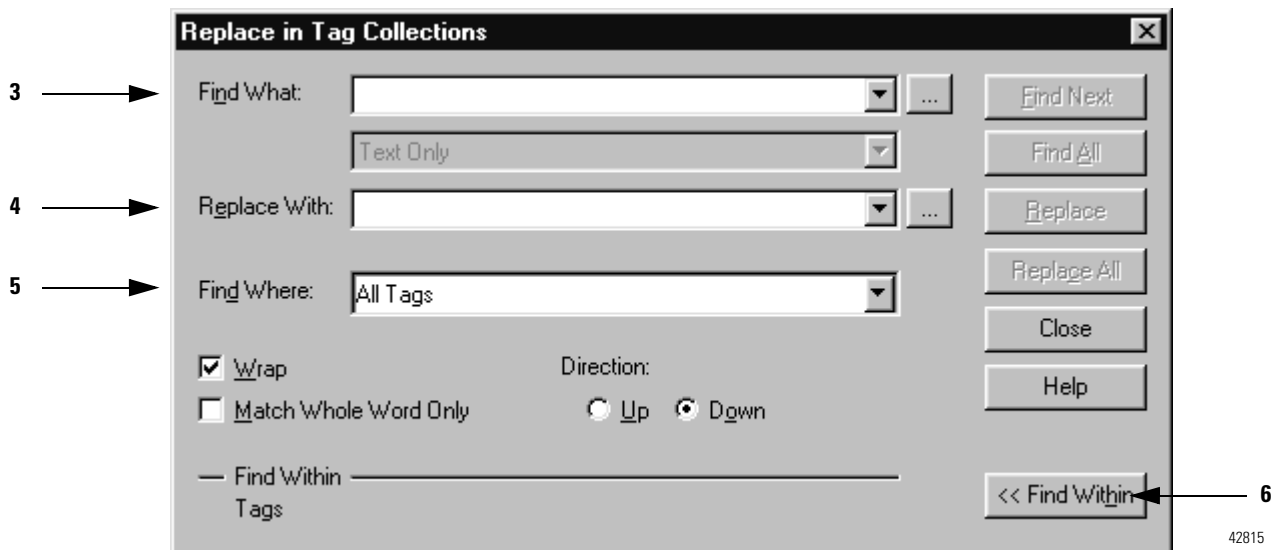 Replace in Tag Collections
3 Find What: ... Find Next
Text Only Find All
4 Replace With: ... Replace
Replace All
5 Find Where: All Tags
Close
Wrap Direction:
Help
Match Whole Word Only Up Down
Find Within
Tags
<< Find Within 6
42815